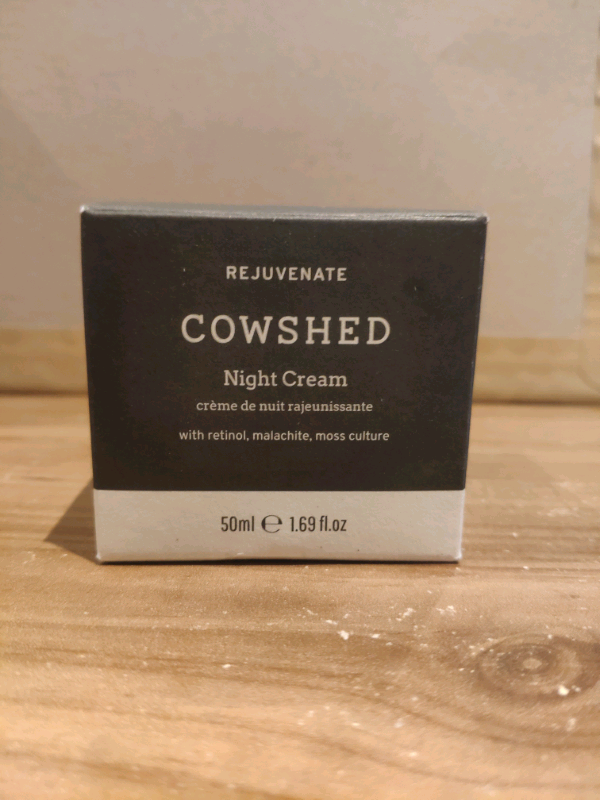 REJUVENATE
COWSHED
Night Cream
crème de nuit rajeunissante
with retinol, malachite, moss culture
50ml ℮ 1.69 fl.oz